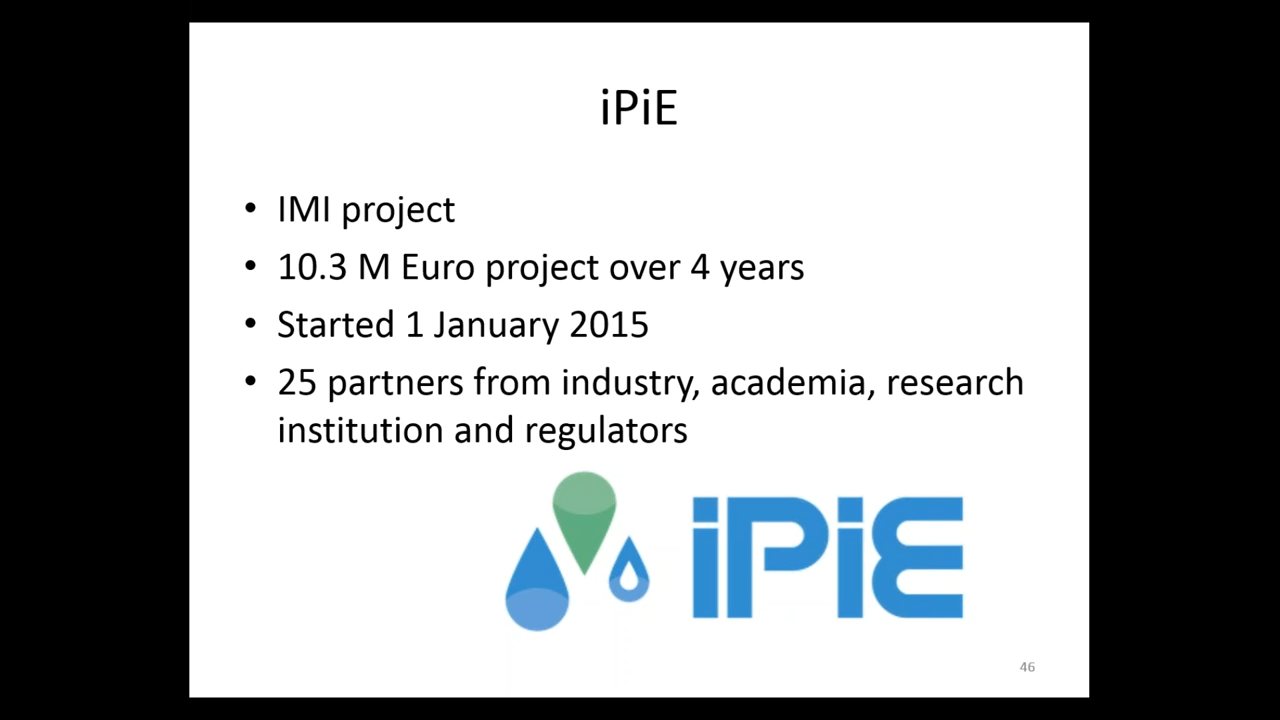 iPiE
• IMI project
• 10.3 M Euro project over 4 years
• Started 1 January 2015
• 25 partners from industry, academia, research
institution and regulators
iPiE
46